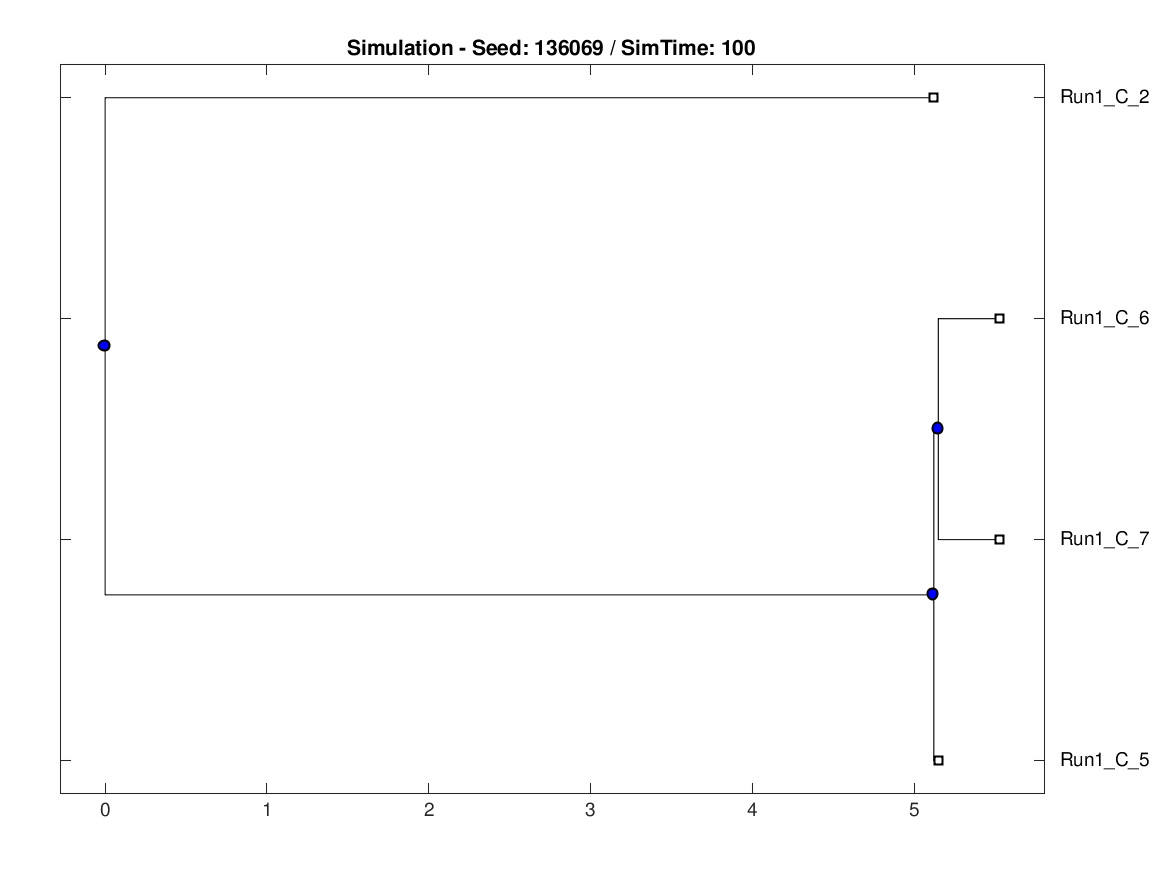 Simulation - Seed: 136069 / SimTime: 100
Run1_C_2
Run1_C_6
Run1_C_7
Run1_C_5
0 1 2 3 4 5